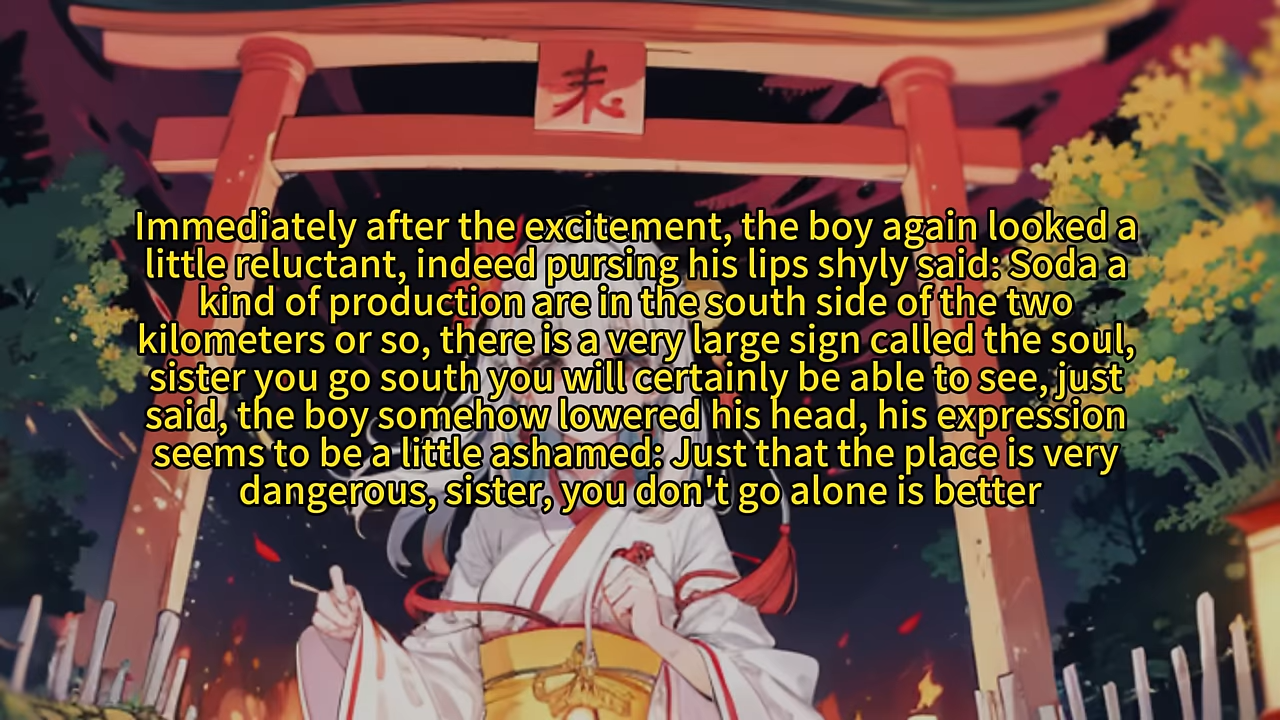 Immediately after the excitement, the boy again looked a
little reluctant, indeed pursing his lips shyly said: Soda a
kind of production are in the south side of the two
kilometers or so, there is a very large sign called the soul,
sister you go south you will certainly be able to see, just
said, the boy somehow lowered his head, his expression
seems to be a little ashamed: Just that the place is very
dangerous, sister, you don't go alone is better